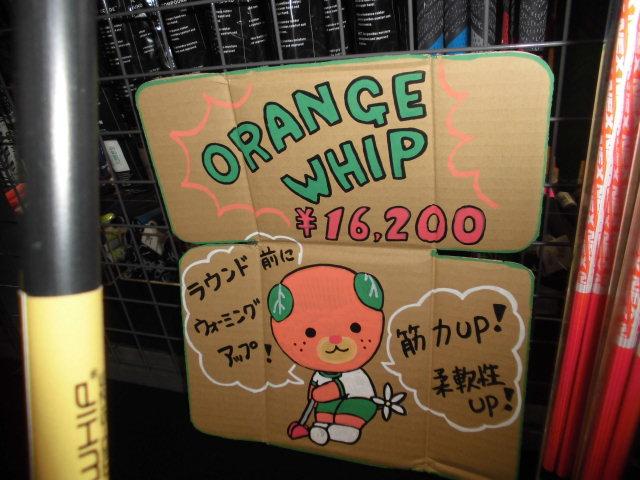 ORANGE
WHIP
¥16,200
ラウンド 前に
ウォーミング
アップ!
筋力UP!
柔軟性
UP!
WHIP